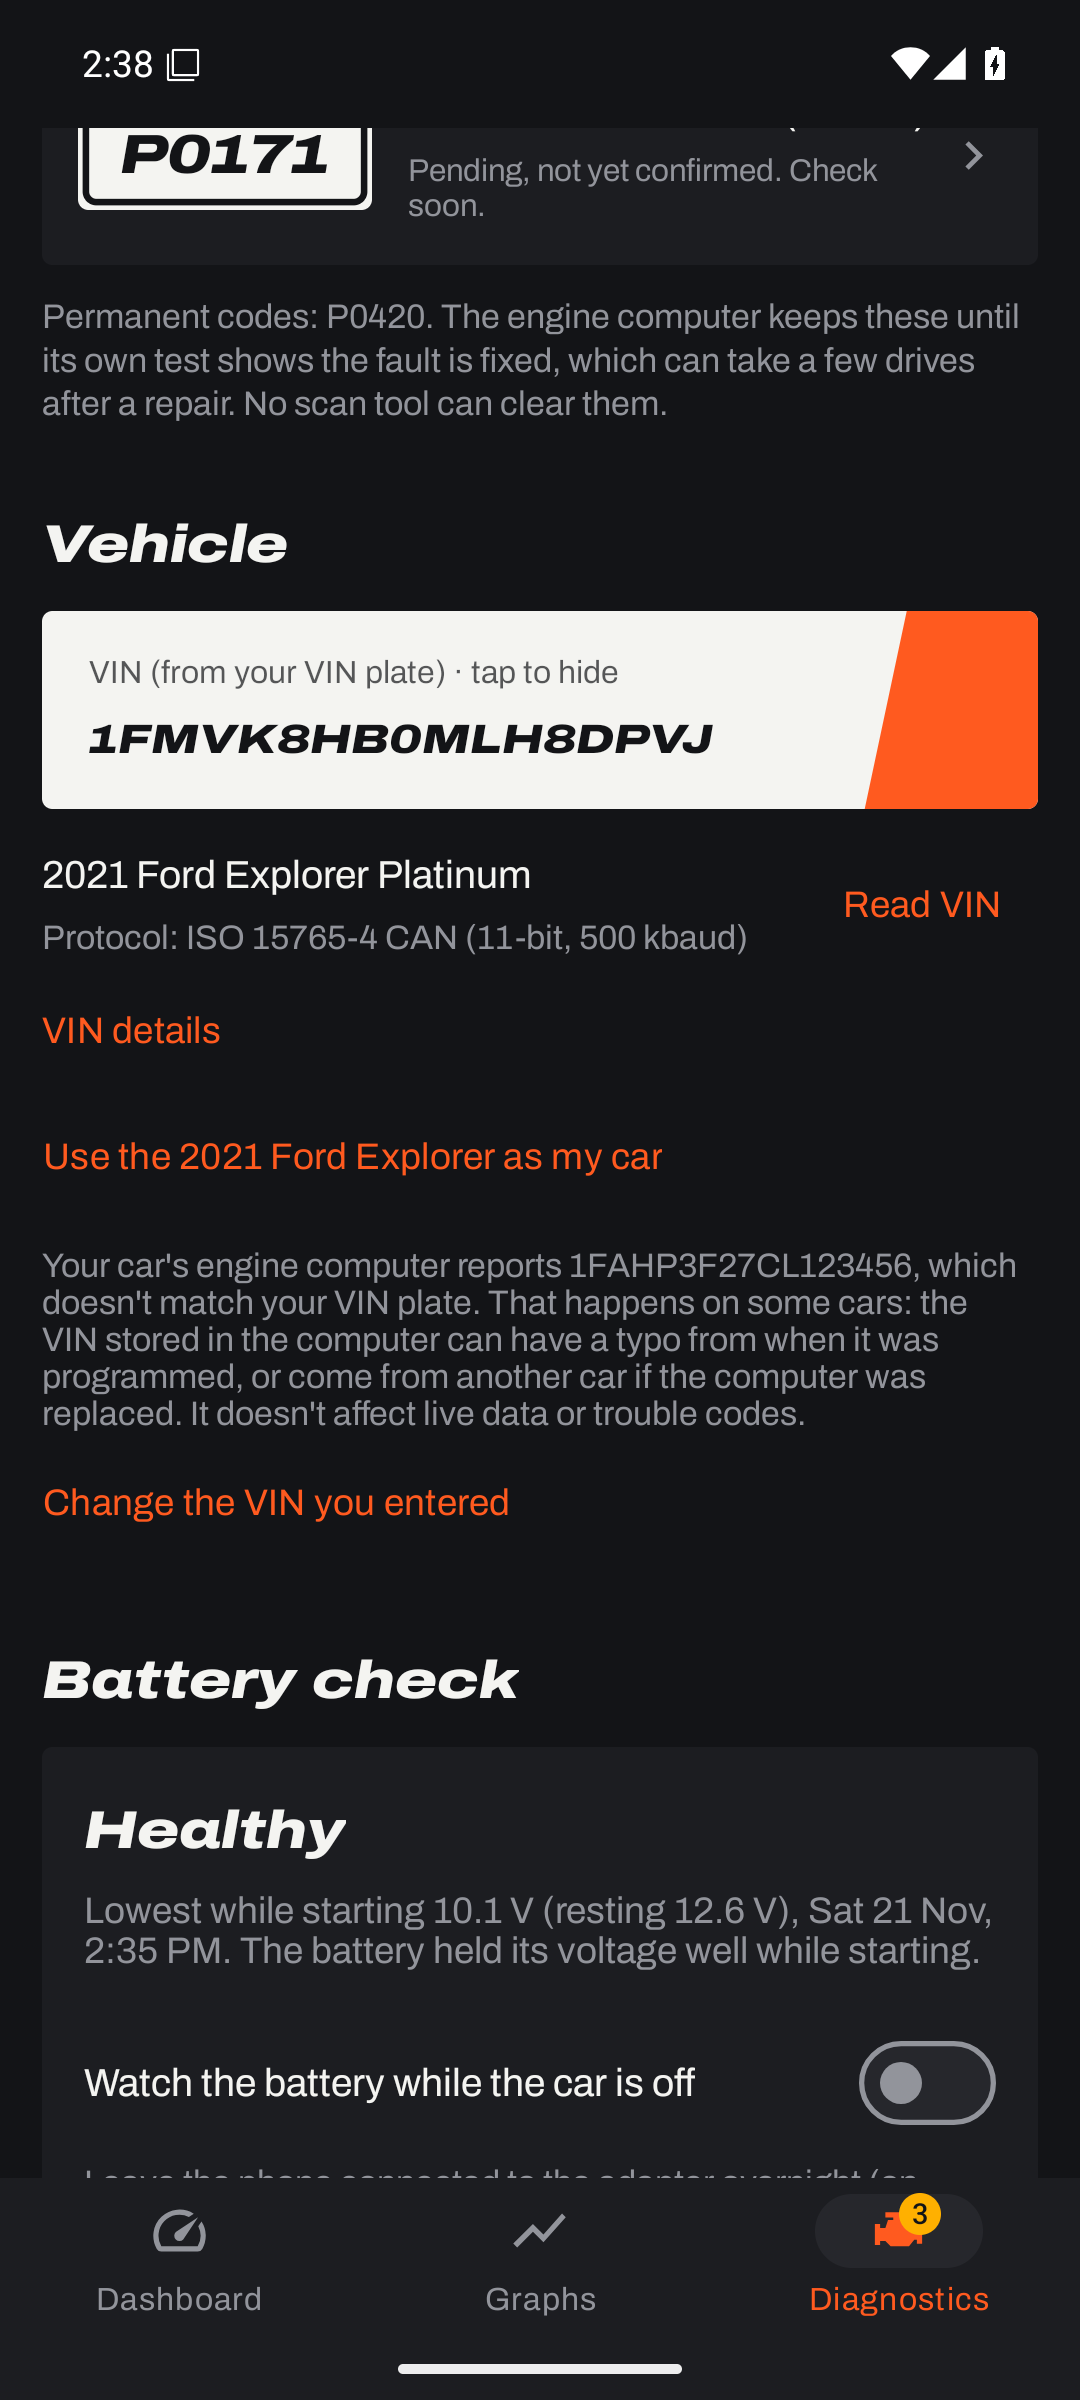 2:38
P0171
Pending, not yet confirmed. Check
soon.
Permanent codes: P0420. The engine computer keeps these until
its own test shows the fault is fixed, which can take a few drives
after a repair. No scan tool can clear them.
Vehicle
VIN (from your VIN plate) · tap to hide
1FMVK8HB0MLH8DPVJ
2021 Ford Explorer Platinum
Read VIN
Protocol: ISO 15765-4 CAN (11-bit, 500 kbaud)
VIN details
Use the 2021 Ford Explorer as my car
Your car's engine computer reports 1FAHP3F27CL123456, which
doesn't match your VIN plate. That happens on some cars: the
VIN stored in the computer can have a typo from when it was
programmed, or come from another car if the computer was
replaced. It doesn't affect live data or trouble codes.
Change the VIN you entered
Battery check
Healthy
Lowest while starting 10.1 V (resting 12.6 V), Sat 21 Nov,
2:35 PM. The battery held its voltage well while starting.
Watch the battery while the car is off
3
Dashboard
Graphs
Diagnostics